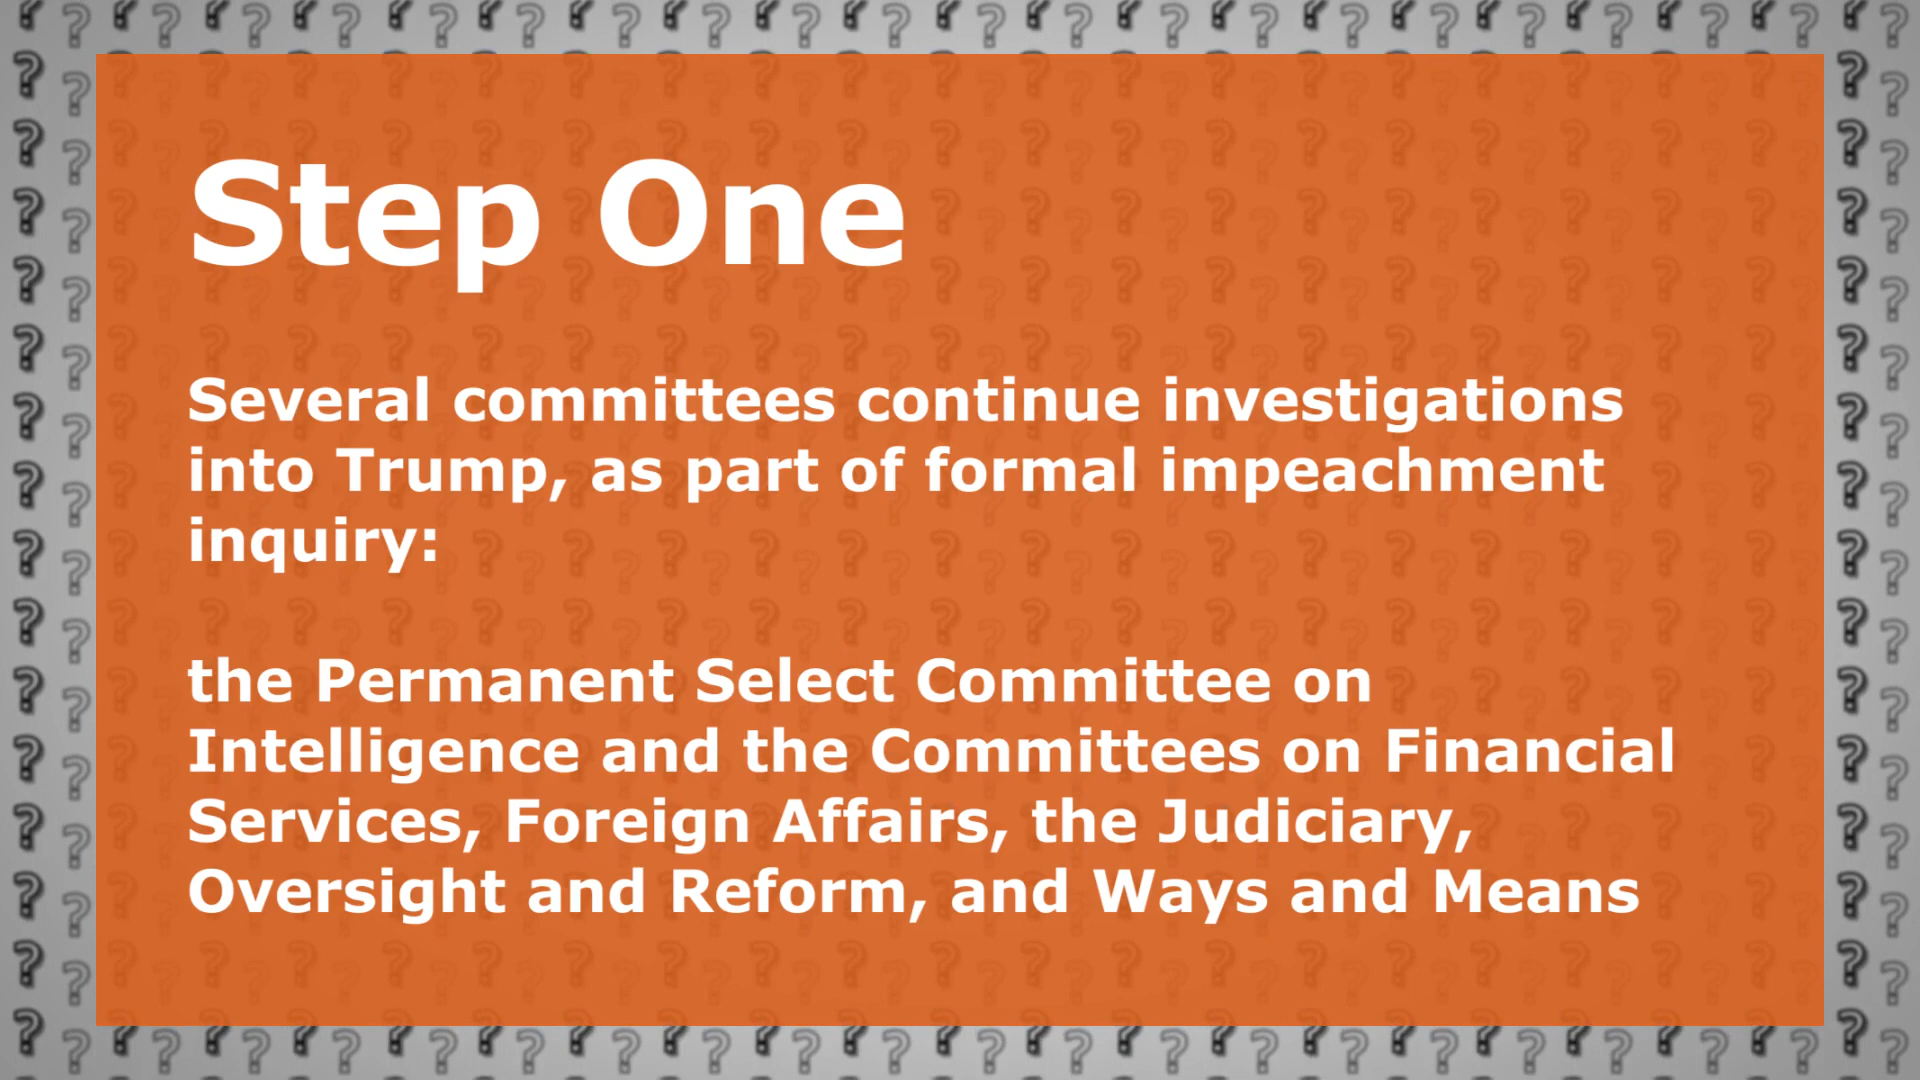 Step One
Several committees continue investigations
into Trump, as part of formal impeachment
inquiry:
the Permanent Select Committee on
Intelligence and the Committees on Financial
Services, Foreign Affairs, the Judiciary,
Oversight and Reform, and Ways and Means